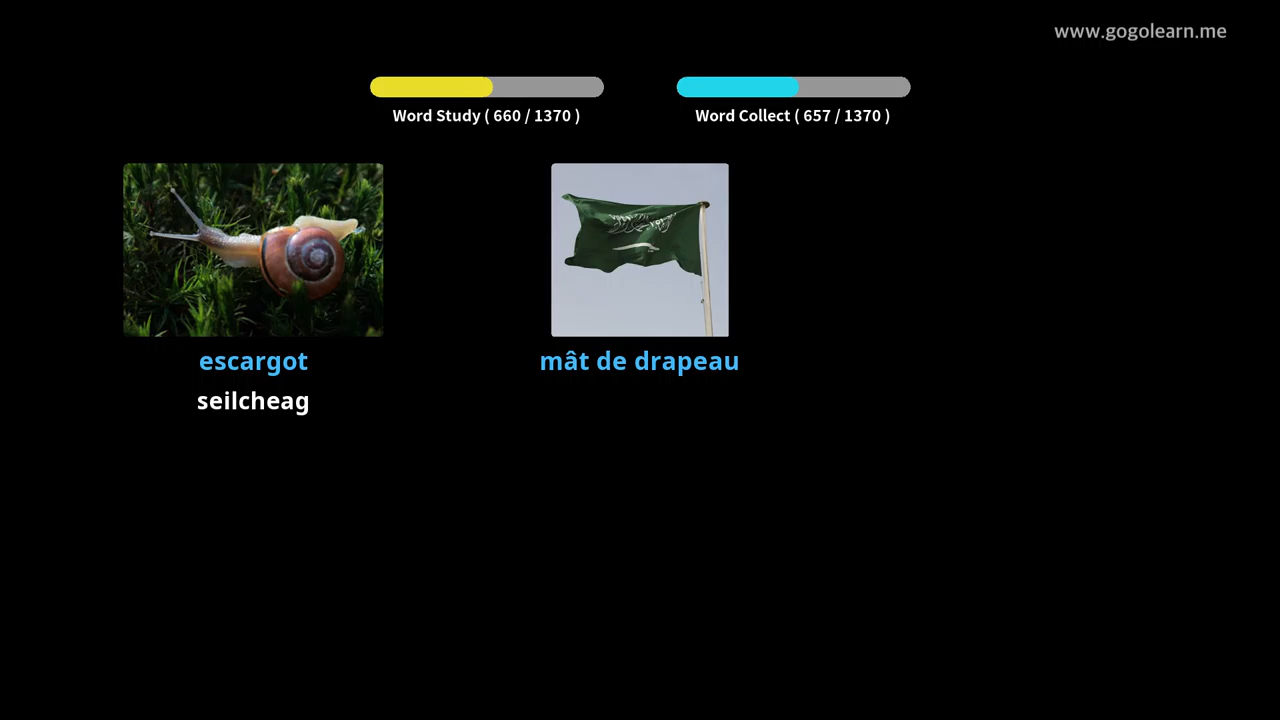 www.gogolearn.me
Word Study ( 660 / 1370 )
Word Collect ( 657 / 1370 )
escargot
seilcheag
mât de drapeau